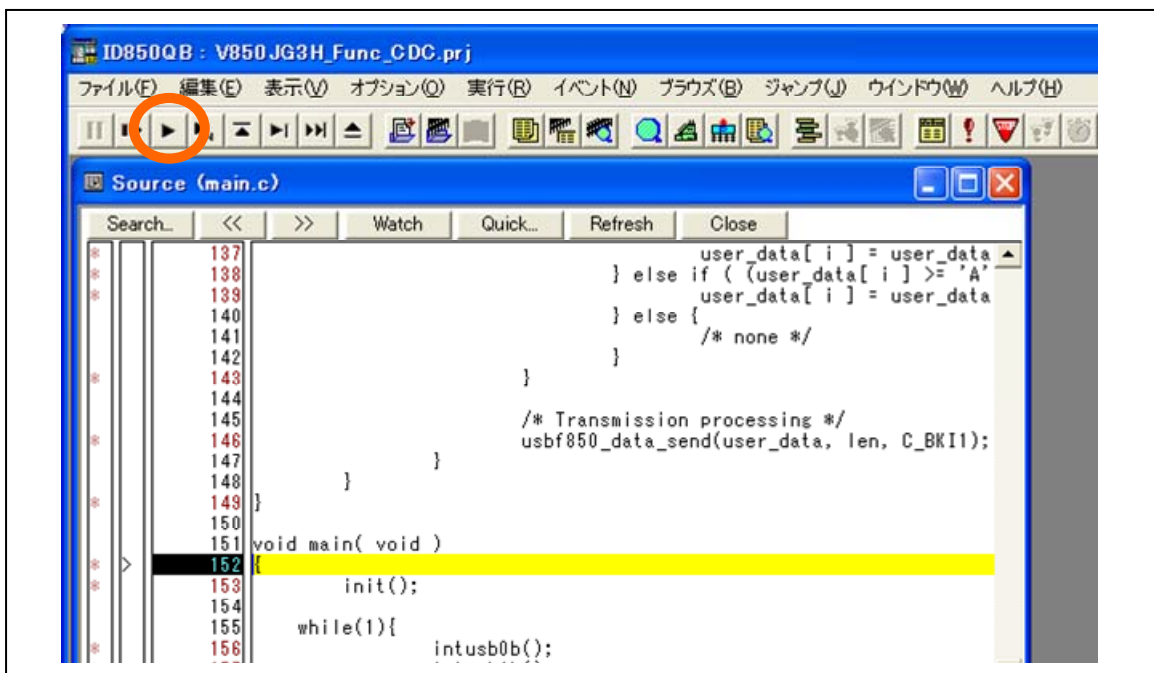 ID850QB : V850JG3H_Func_CDC.prj
ファイル(F) 編集(E) 表示(V) オプション(O) 実行(R) イベント(N) ブラウズ(B) ジャンプ(J) ウインドウ(W) ヘルプ(H)
Source (main.c)
Search... << >> Watch Quick... Refresh Close
* 137 user_data[ i ] = user_data
* 138 } else if ( (user_data[ i ] >= 'A'
* 139 user_data[ i ] = user_data
140 } else {
141 /* none */
142 }
* 143 }
144
145 /* Transmission processing */
* 146 usbf850_data_send(user_data, len, C_BKI1);
147 }
148 }
* 149 }
150
151 void main( void )
* > 152 {
* 153 init();
154
155 while(1){
* 156 intusb0b();